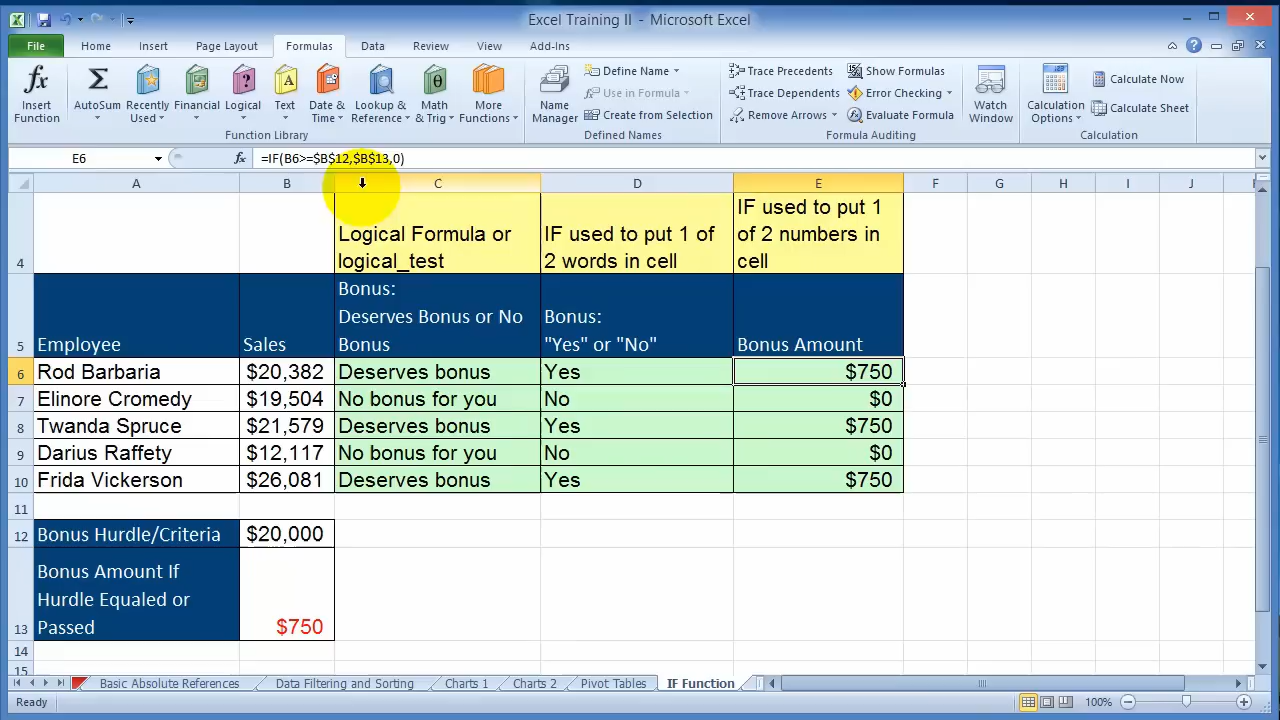 Excel Training II - Microsoft Excel
File Home Insert Page Layout Formulas Data Review View Add-Ins
fx Insert Function
Σ AutoSum
Recently Used
Financial
Logical
A Text
Date & Time
Lookup & Reference
θ Math & Trig
More Functions
Function Library
Name Manager
Define Name
Use in Formula
Create from Selection
Defined Names
Trace Precedents
Trace Dependents
Remove Arrows
Show Formulas
Error Checking
Evaluate Formula
Formula Auditing
Watch Window
Calculation Options
Calculate Now
Calculate Sheet
Calculation
E6 fx =IF(B6>=$B$12,$B$13,0)
A B C D E F G H I J
4
Logical Formula or
logical_test
IF used to put 1 of
2 words in cell
IF used to put 1
of 2 numbers in
cell
5 Employee Sales
Bonus:
Deserves Bonus or No
Bonus
Bonus:
"Yes" or "No"
Bonus Amount
6 Rod Barbaria $20,382 Deserves bonus Yes $750
7 Elinore Cromedy $19,504 No bonus for you No $0
8 Twanda Spruce $21,579 Deserves bonus Yes $750
9 Darius Raffety $12,117 No bonus for you No $0
10 Frida Vickerson $26,081 Deserves bonus Yes $750
11
12 Bonus Hurdle/Criteria $20,000
Bonus Amount If
Hurdle Equaled or
13 Passed $750
14
15
Basic Absolute References Data Filtering and Sorting Charts 1 Charts 2 Pivot Tables IF Function
Ready 100%